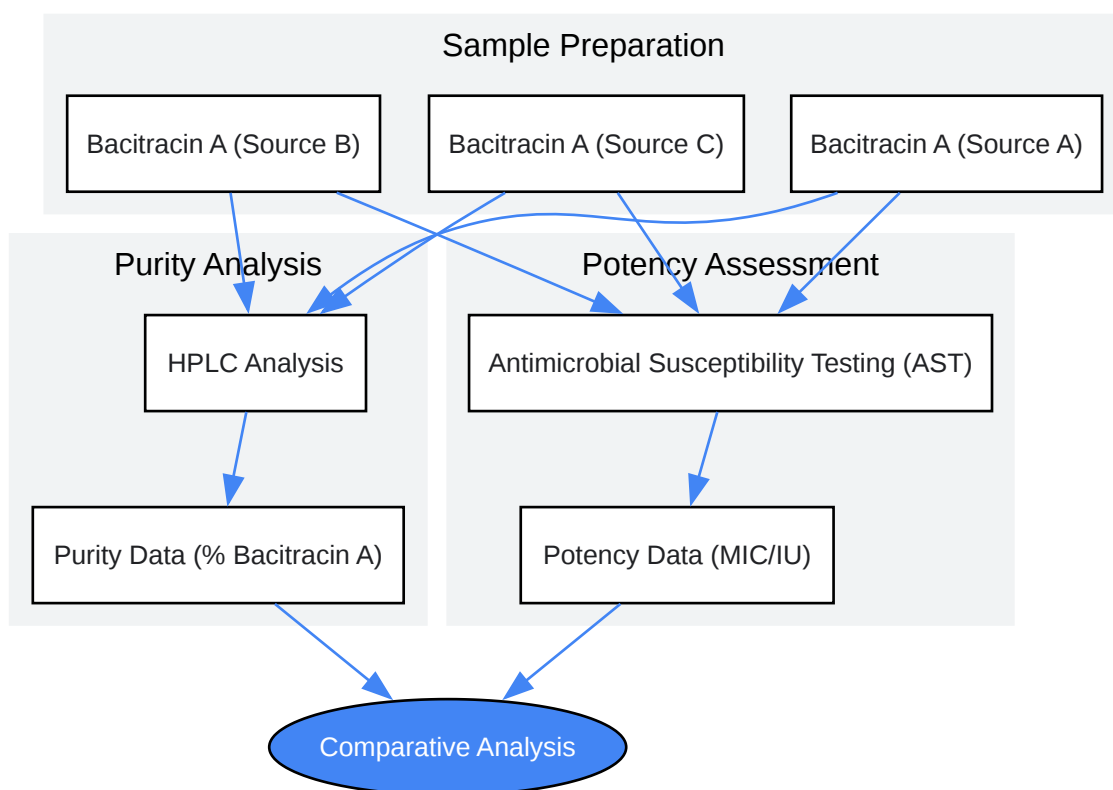 Sample Preparation
Bacitracin A (Source B)
Bacitracin A (Source C)
Bacitracin A (Source A)
Purity Analysis
Potency Assessment
HPLC Analysis
Antimicrobial Susceptibility Testing (AST)
Purity Data (% Bacitracin A)
Potency Data (MIC/IU)
Comparative Analysis